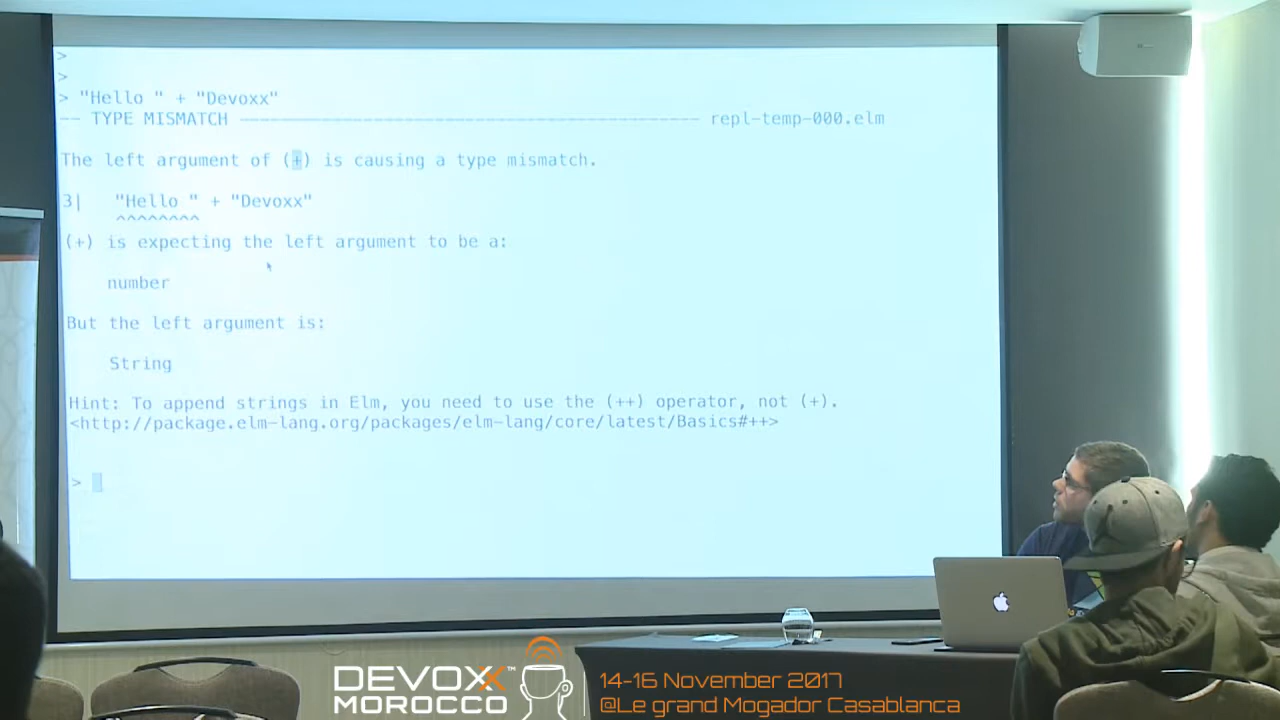 >
>
> "Hello " + "Devoxx"
-- TYPE MISMATCH --------------------------------------------- repl-temp-000.elm
The left argument of (+) is causing a type mismatch.
3|   "Hello " + "Devoxx"
^^^^^^^^
(+) is expecting the left argument to be a:
number
But the left argument is:
String
Hint: To append strings in Elm, you need to use the (++) operator, not (+).
<http://package.elm-lang.org/packages/elm-lang/core/latest/Basics#++>
>
DEVOXX™
MOROCCO
14-16 November 2017
@Le grand Mogador Casablanca